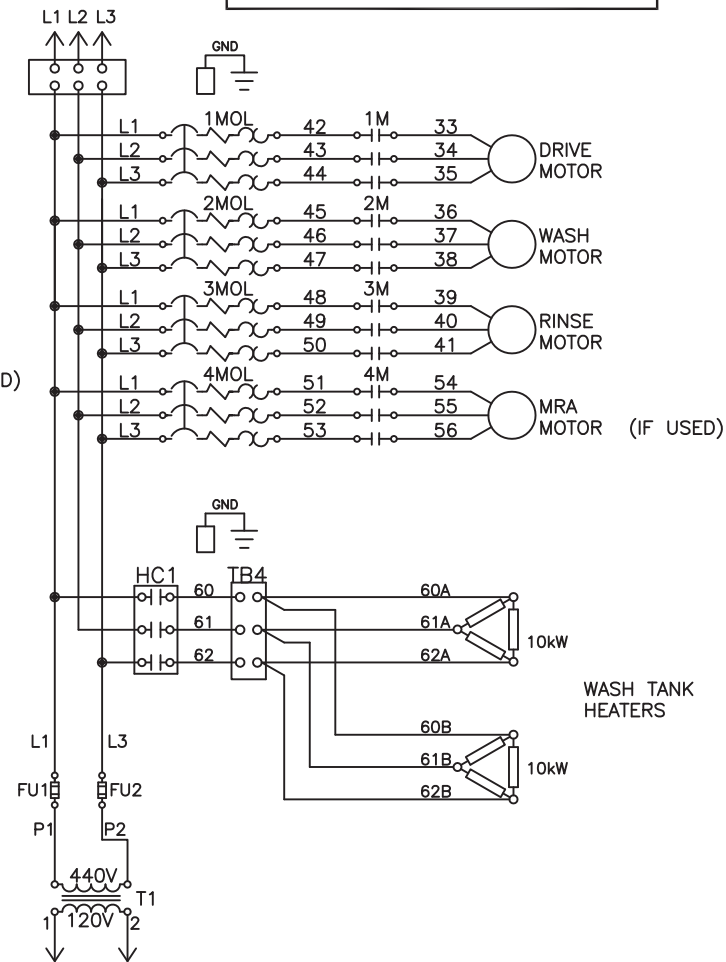 L1 L2 L3
GND
L1 1MOL 42 1M 33
L2 43 34 DRIVE
L3 44 35 MOTOR
L1 2MOL 45 2M 36
L2 46 37 WASH
L3 47 38 MOTOR
L1 3MOL 48 3M 39
L2 49 40 RINSE
L3 50 41 MOTOR
D)
L1 4MOL 51 4M 54
L2 52 55 MRA
L3 53 56 MOTOR (IF USED)
GND
HC1 TB4
60 60A
61 61A
10kW
62 62A
WASH TANK
HEATERS
60B
L1 L3
61B
10kW
FU1 FU2
62B
P1 P2
440V
T1
1 120V 2